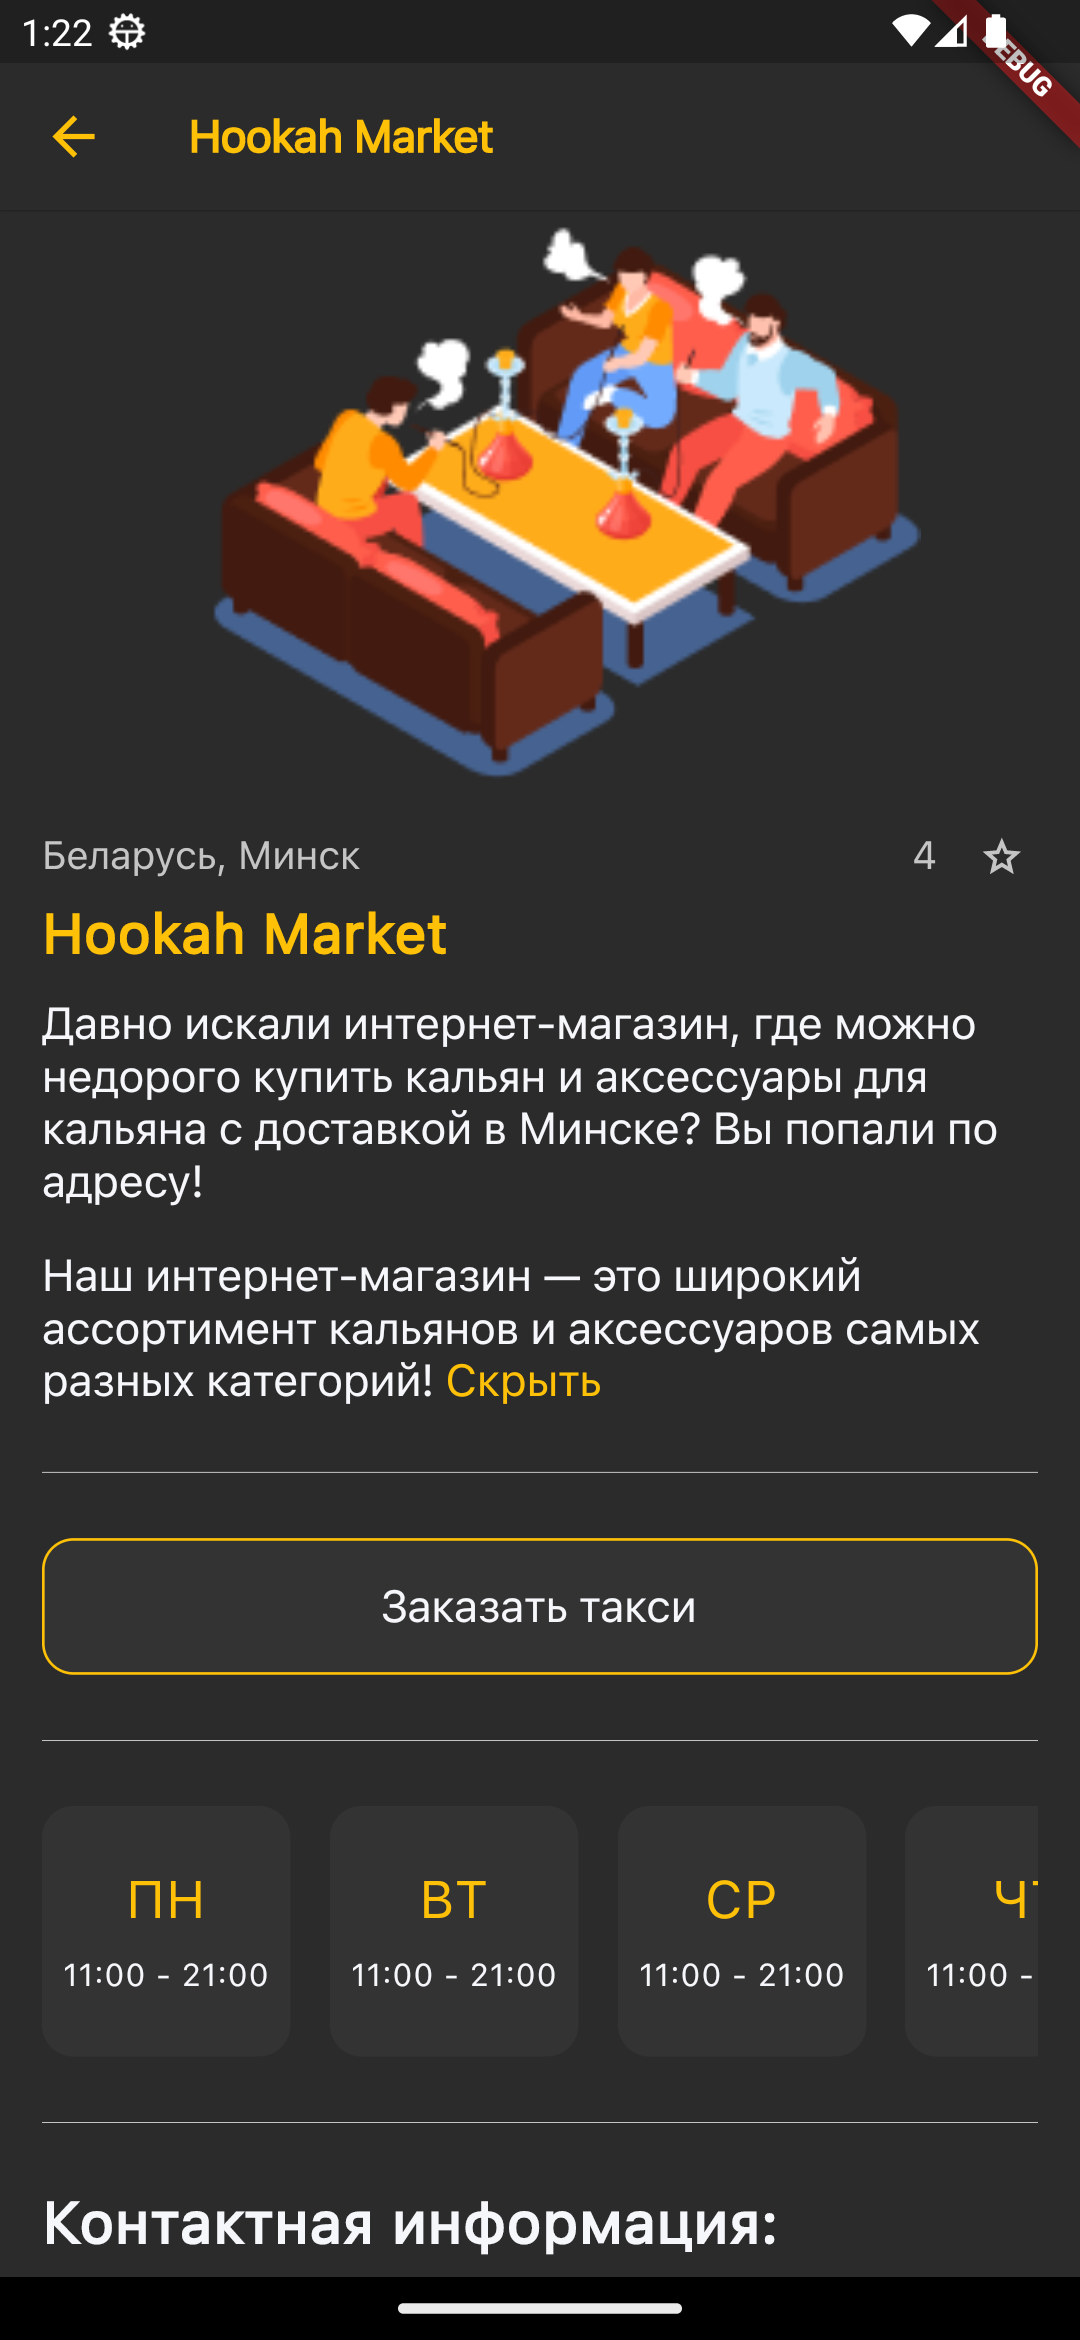 1:22
DEBUG
Hookah Market
Беларусь, Минск 4
Hookah Market
Давно искали интернет-магазин, где можно
недорого купить кальян и аксессуары для
кальяна с доставкой в Минске? Вы попали по
адресу!
Наш интернет-магазин — это широкий
ассортимент кальянов и аксессуаров самых
разных категорий! Скрыть
Заказать такси
ПН ВТ СР ЧТ
11:00 - 21:00 11:00 - 21:00 11:00 - 21:00 11:00 -
Контактная информация: